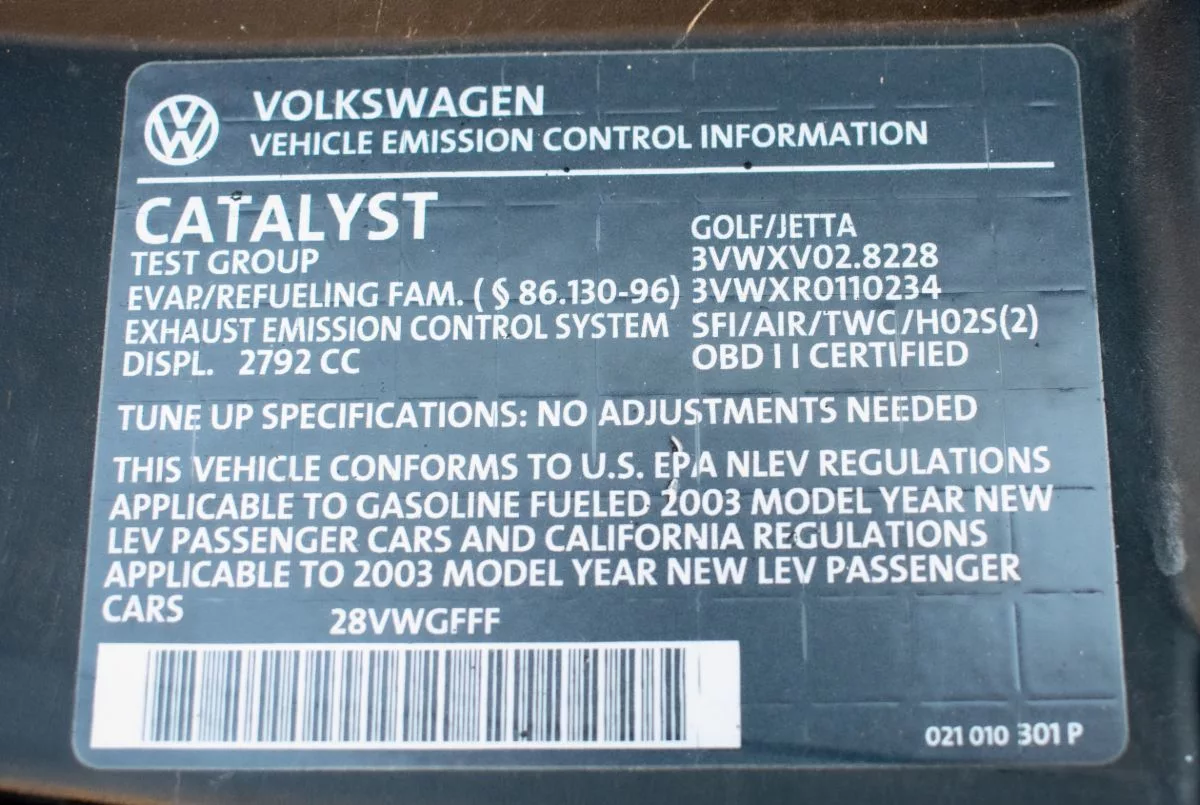 VOLKSWAGEN
VEHICLE EMISSION CONTROL INFORMATION
CATALYST
GOLF/JETTA
TEST GROUP 3VWXV02.8228
EVAP./REFUELING FAM. (§ 86.130-96) 3VWXR0110234
EXHAUST EMISSION CONTROL SYSTEM SFI/AIR/TWC/H02S(2)
DISPL. 2792 CC OBD II CERTIFIED
TUNE UP SPECIFICATIONS: NO ADJUSTMENTS NEEDED
THIS VEHICLE CONFORMS TO U.S. EPA NLEV REGULATIONS
APPLICABLE TO GASOLINE FUELED 2003 MODEL YEAR NEW
LEV PASSENGER CARS AND CALIFORNIA REGULATIONS
APPLICABLE TO 2003 MODEL YEAR NEW LEV PASSENGER
CARS 28VWGFFF
021 010 301 P